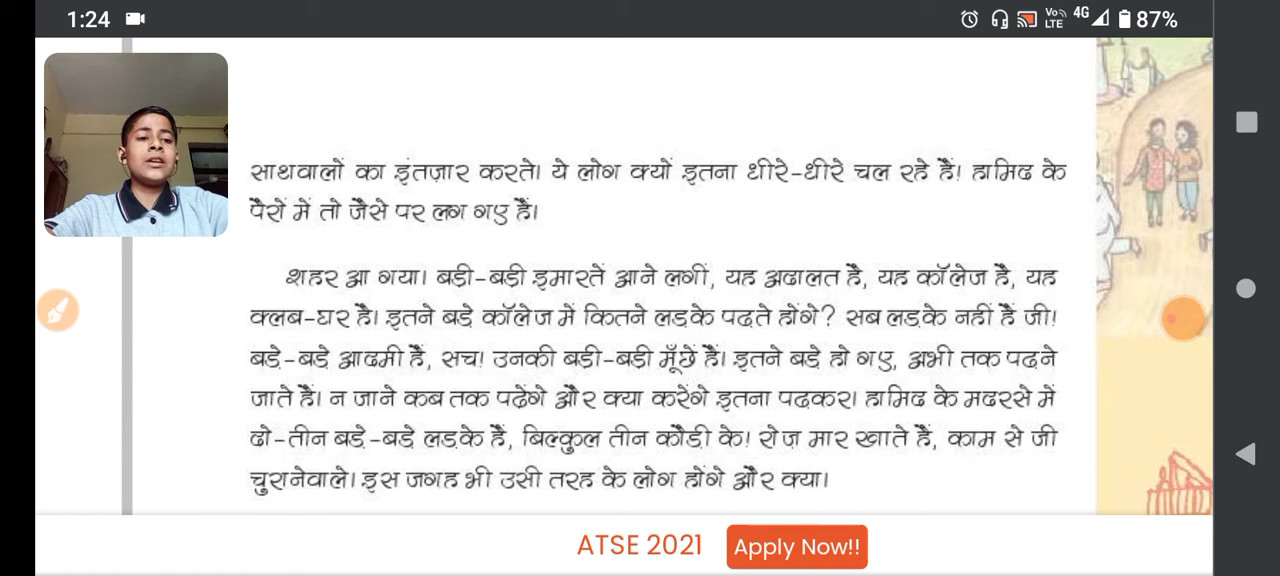 1:24
Vo LTE 4G 87%
साथवालों का इंतज़ार करते। ये लोग क्यों इतना धीरे-धीरे चल रहे हैं! हामिद के
पैरों में तो जैसे पर लग गए हैं।
शहर आ गया। बड़ी-बड़ी इमारतें आने लगीं, यह अदालत है, यह कॉलेज है, यह
क्लब-घर है। इतने बड़े कॉलेज में कितने लड़के पढ़ते होंगे? सब लड़के नहीं हैं जी!
बड़े-बड़े आदमी हैं, सच! उनकी बड़ी-बड़ी मूँछें हैं। इतने बड़े हो गए, अभी तक पढ़ने
जाते हैं। न जाने कब तक पढ़ेंगे और क्या करेंगे इतना पढ़कर। हामिद के मदरसे में
दो-तीन बड़े-बड़े लड़के हैं, बिल्कुल तीन कौड़ी के! रोज़ मार खाते हैं, काम से जी
चुरानेवाले। इस जगह भी उसी तरह के लोग होंगे और क्या।
ATSE 2021 Apply Now!!